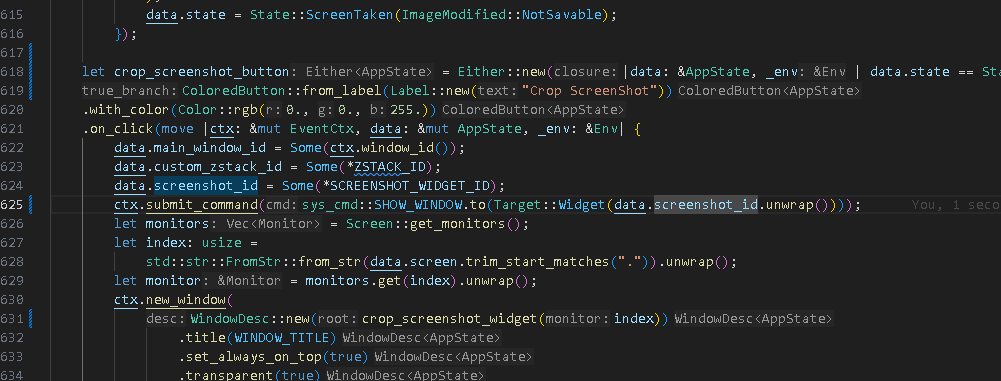 615 data.state = State::ScreenTaken(ImageModified::NotSavable);
616 });
617
618 let crop_screenshot_button: Either<AppState> = Either::new(closure: |data: &AppState, _env: &Env | data.state == Sta
619 true_branch: ColoredButton::from_label(Label::new(text: "Crop ScreenShot")) ColoredButton<AppState>
620 .with_color(Color::rgb(r: 0., g: 0., b: 255.)) ColoredButton<AppState>
621 .on_click(move |ctx: &mut EventCtx, data: &mut AppState, _env: &Env| {
622 data.main_window_id = Some(ctx.window_id());
623 data.custom_zstack_id = Some(*ZSTACK_ID);
624 data.screenshot_id = Some(*SCREENSHOT_WIDGET_ID);
625 ctx.submit_command(cmd: sys_cmd::SHOW_WINDOW.to(Target::Widget(data.screenshot_id.unwrap()))); You, 1 seco
626 let monitors: Vec<Monitor> = Screen::get_monitors();
627 let index: usize =
628 std::str::FromStr::from_str(data.screen.trim_start_matches(".")).unwrap();
629 let monitor: &Monitor = monitors.get(index).unwrap();
630 ctx.new_window(
631 desc: WindowDesc::new(root: crop_screenshot_widget(monitor: index)) WindowDesc<AppState>
632 .title(WINDOW_TITLE) WindowDesc<AppState>
633 .set_always_on_top(true) WindowDesc<AppState>
634 .transparent(true) WindowDesc<AppState>